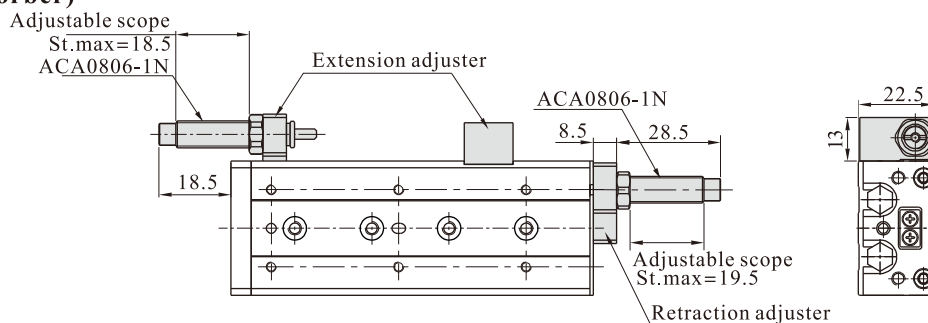 Adjustable scope
St.max=18.5
ACA0806-1N
Extension adjuster
ACA0806-1N
8.5
28.5
22.5
13
18.5
Adjustable scope
St.max=19.5
Retraction adjuster